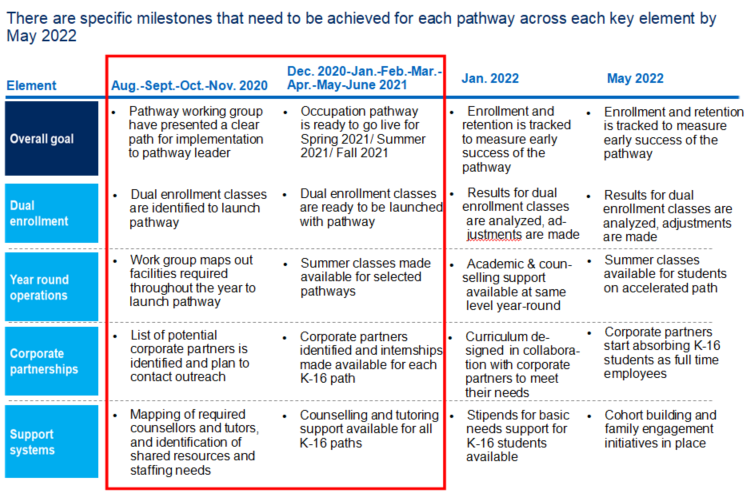 There are specific milestones that need to be achieved for each pathway across each key element by
May 2022
Element
Aug.-Sept.-Oct.-Nov. 2020
Dec. 2020-Jan.-Feb.-Mar.-
Apr.-May-June 2021
Jan. 2022
May 2022
Overall goal
• Pathway working group
have presented a clear
path for implementation
to pathway leader
• Occupation pathway
is ready to go live for
Spring 2021/ Summer
2021/ Fall 2021
• Enrollment and
retention is tracked
to measure early
success of the
pathway
• Enrollment and retention
is tracked to measure
early success of the
pathway
Dual
enrollment
• Dual enrollment classes
are identified to launch
pathway
• Dual enrollment classes
are ready to be launched
with pathway
• Results for dual
enrollment classes
are analyzed, ad-
justments are made
• Results for dual
enrollment classes are
analyzed, adjustments
are made
Year round
operations
• Work group maps out
facilities required
throughout the year to
launch pathway
• Summer classes made
available for selected
pathways
• Academic & coun-
selling support
available at same
level year-round
• Summer classes
available for students
on accelerated path
Corporate
partnerships
• List of potential
corporate partners is
identified and plan to
contact outreach
• Corporate partners
identified and internships
made available for each
K-16 path
• Curriculum de-
signed in collabora-
tion with corporate
partners to meet
their needs
• Corporate partners
start absorbing K-16
students as full time
employees
Support
systems
• Mapping of required
counsellors and tutors,
and identification of
shared resources and
staffing needs
• Counselling and tutoring
support available for all
K-16 paths
• Stipends for basic
needs support for
K-16 students
available
• Cohort building and
family engagement
initiatives in place